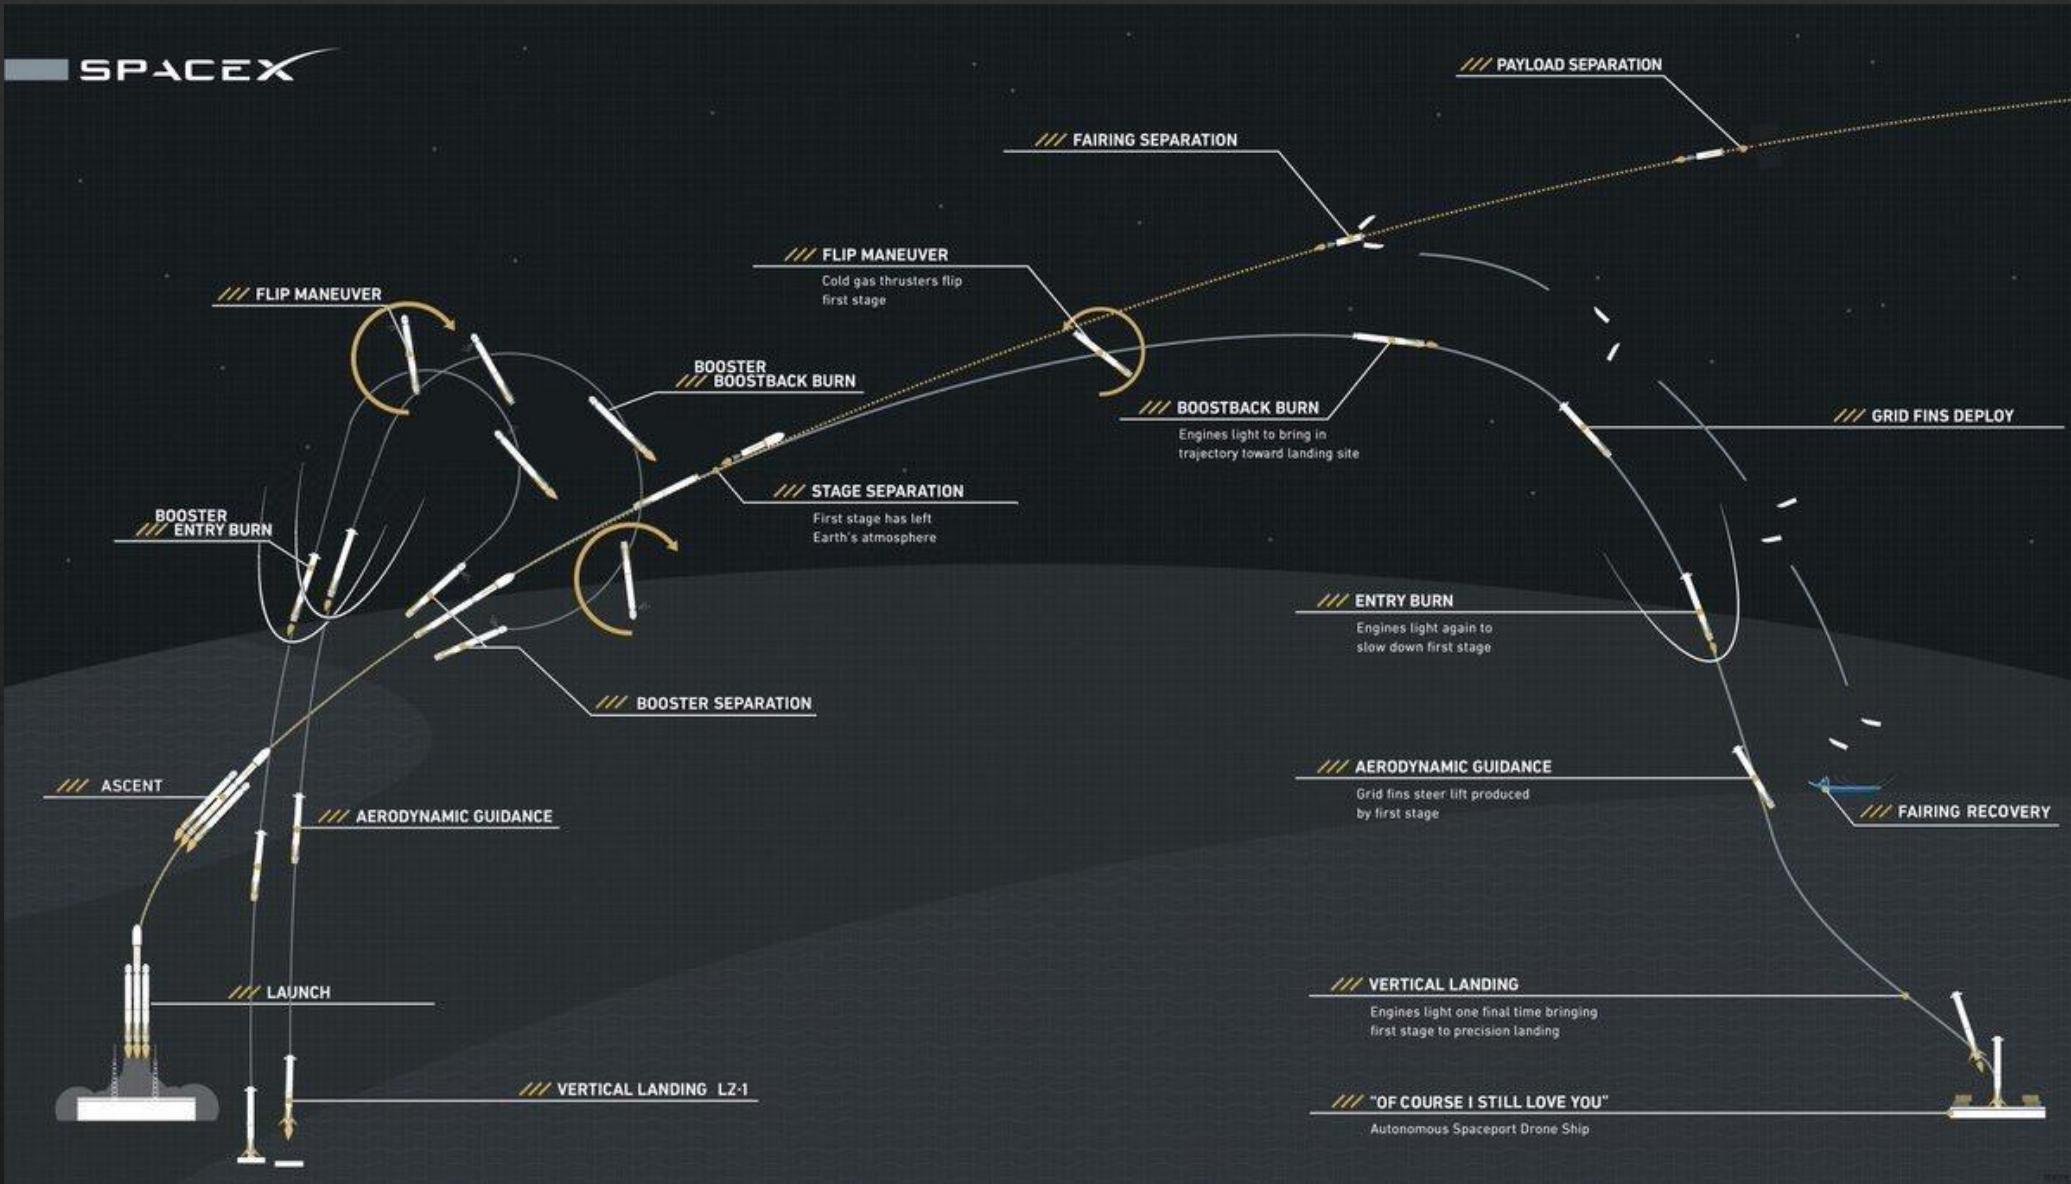 SPACEX
/// PAYLOAD SEPARATION
/// FAIRING SEPARATION
/// FLIP MANEUVER
Cold gas thrusters flip
first stage
/// FLIP MANEUVER
BOOSTER
/// BOOSTBACK BURN
/// BOOSTBACK BURN
Engines light to bring in
trajectory toward landing site
/// GRID FINS DEPLOY
/// STAGE SEPARATION
First stage has left
Earth's atmosphere
BOOSTER
/// ENTRY BURN
/// ENTRY BURN
Engines light again to
slow down first stage
/// BOOSTER SEPARATION
/// ASCENT
/// AERODYNAMIC GUIDANCE
/// AERODYNAMIC GUIDANCE
Grid fins steer lift produced
by first stage
/// FAIRING RECOVERY
/// LAUNCH
/// VERTICAL LANDING
Engines light one final time bringing
first stage to precision landing
/// VERTICAL LANDING LZ-1
/// "OF COURSE I STILL LOVE YOU"
Autonomous Spaceport Drone Ship